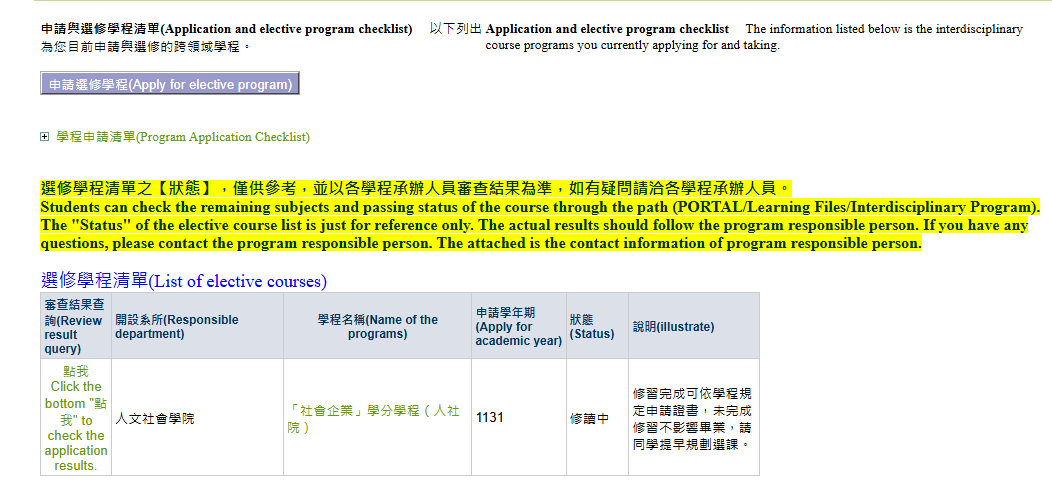 申請與選修學程清單(Application and elective program checklist) 以下列出 Application and elective program checklist The information listed below is the interdisciplinary
為您目前申請與選修的跨領域學程。 course programs you currently applying for and taking.
申請選修學程(Apply for elective program)
學程申請清單(Program Application Checklist)
選修學程清單之【狀態】，僅供參考，並以各學程承辦人員審查結果為準，如有疑問請洽各學程承辦人員。
Students can check the remaining subjects and passing status of the course through the path (PORTAL/Learning Files/Interdisciplinary Program).
The "Status" of the elective course list is just for reference only. The actual results should follow the program responsible person. If you have any
questions, please contact the program responsible person. The attached is the contact information of program responsible person.
選修學程清單(List of elective courses)
審查結果查
詢(Review
result
query)
開設系所(Responsible
department)
學程名稱(Name of the
programs)
申請學年期
(Apply for
academic year)
狀態
(Status)
說明(illustrate)
點我
Click the
bottom "點
我" to
check the
application
results.
人文社會學院
「社會企業」學分學程（人社
院）
1131
修讀中
修習完成可依學程規
定申請證書，未完成
修習不影響畢業，請
同學提早規劃選課。